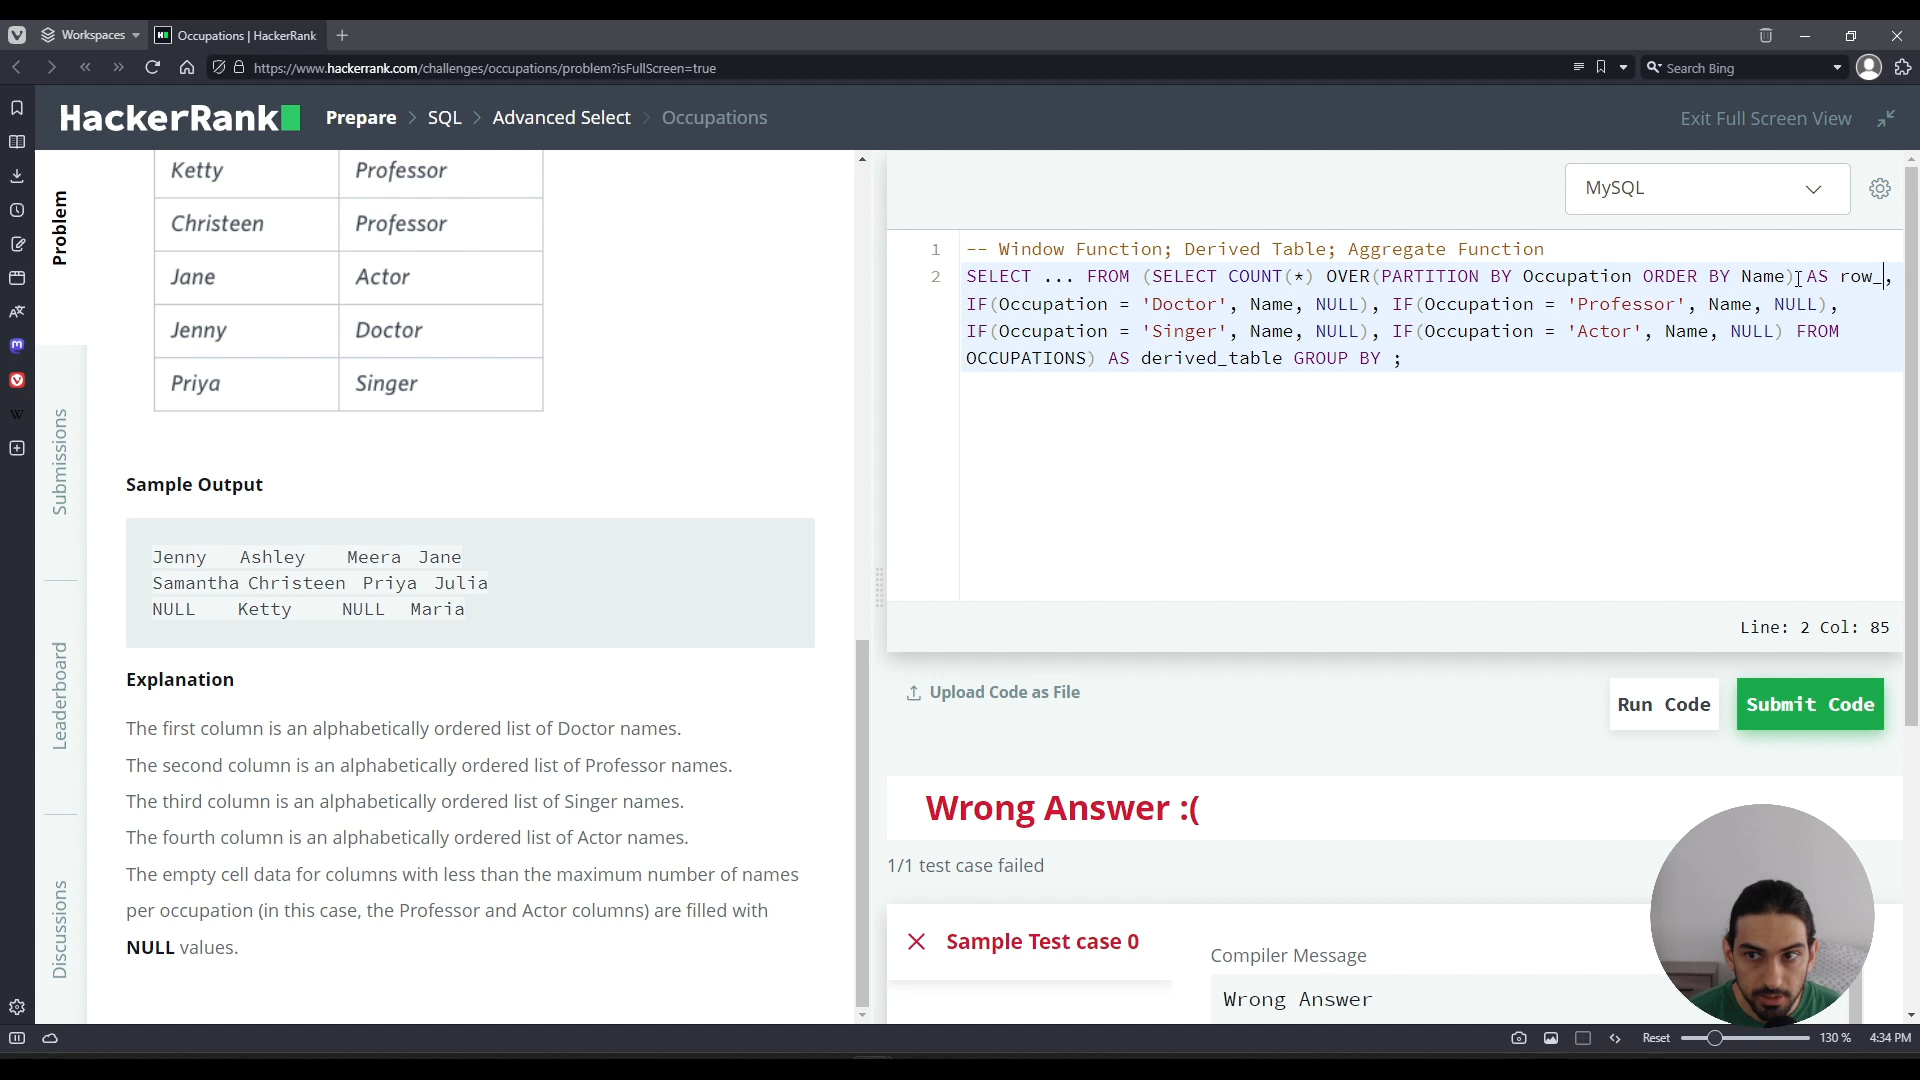 Workspaces
Occupations | HackerRank
https://www.hackerrank.com/challenges/occupations/problem?isFullScreen=true
Search Bing
HackerRank
Prepare > SQL > Advanced Select > Occupations
Exit Full Screen View
Problem
Submissions
Leaderboard
Discussions
Ketty Professor
Christeen Professor
Jane Actor
Jenny Doctor
Priya Singer
Sample Output
Jenny Ashley Meera Jane
Samantha Christeen Priya Julia
NULL Ketty NULL Maria
Explanation
The first column is an alphabetically ordered list of Doctor names.
The second column is an alphabetically ordered list of Professor names.
The third column is an alphabetically ordered list of Singer names.
The fourth column is an alphabetically ordered list of Actor names.
The empty cell data for columns with less than the maximum number of names
per occupation (in this case, the Professor and Actor columns) are filled with
NULL values.
MySQL
1 -- Window Function; Derived Table; Aggregate Function
2 SELECT ... FROM (SELECT COUNT(*) OVER(PARTITION BY Occupation ORDER BY Name) AS row_,
IF(Occupation = 'Doctor', Name, NULL), IF(Occupation = 'Professor', Name, NULL),
IF(Occupation = 'Singer', Name, NULL), IF(Occupation = 'Actor', Name, NULL) FROM
OCCUPATIONS) AS derived_table GROUP BY ;
Line: 2 Col: 85
Upload Code as File
Run Code
Submit Code
Wrong Answer :(
1/1 test case failed
Sample Test case 0
Compiler Message
Wrong Answer
Reset
130 %
4:34 PM